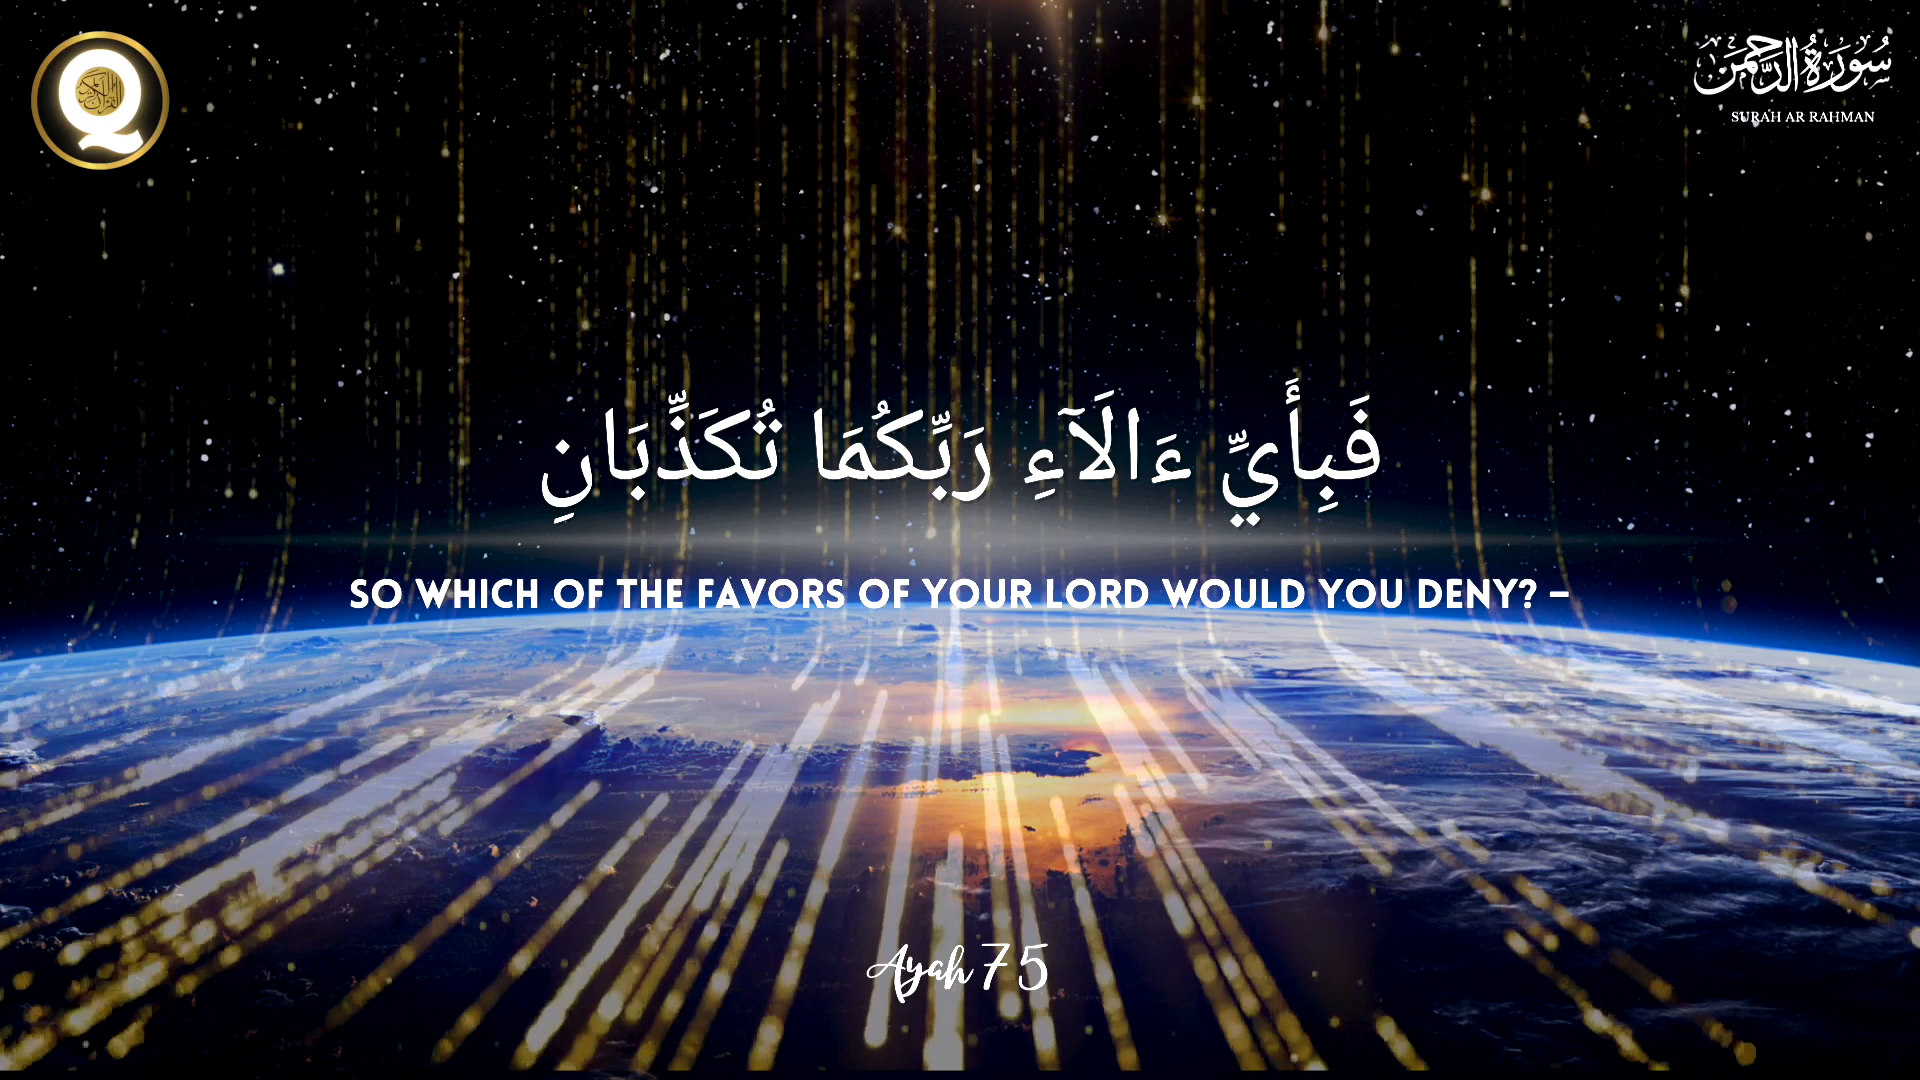 سُورَةُ الرَّحْمَن
SURAH AR RAHMAN
فَبِأَيِّ ءَالَآءِ رَبِّكُمَا تُكَذِّبَانِ
SO WHICH OF THE FAVORS OF YOUR LORD WOULD YOU DENY? –
Ayah 75